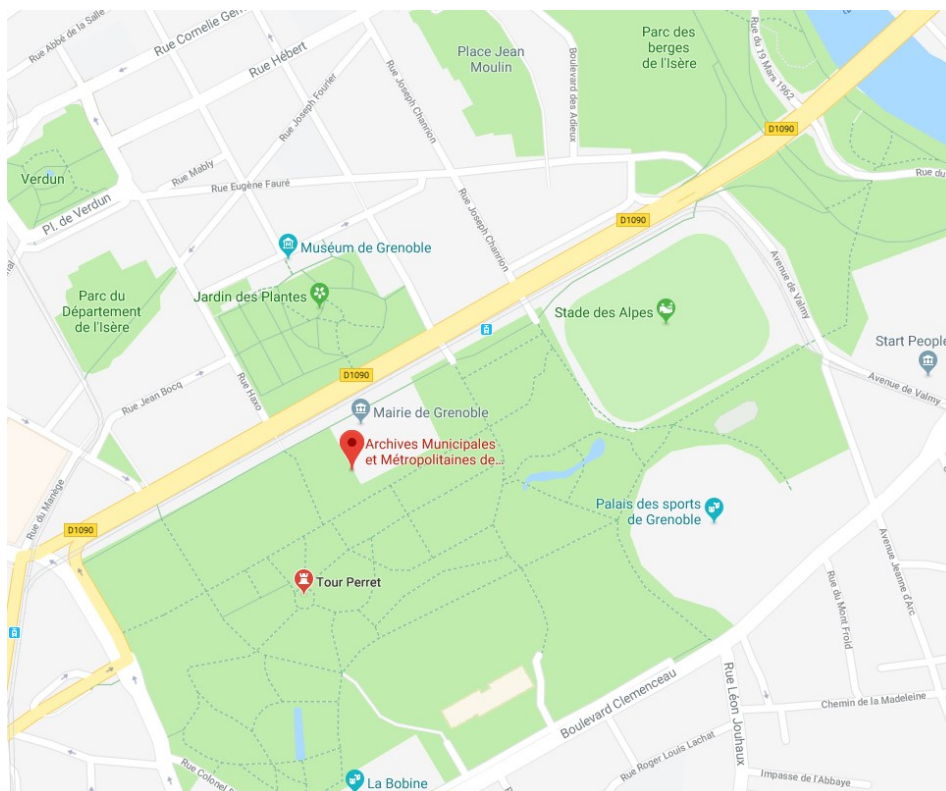 Rue Abbé de la Salle
Rue Cornélie Gém
Rue Hébert
Rue Joseph Fourier
Rue Joseph Chanrion
Place Jean
Moulin
Boulevard des Adieux
Parc des
berges
de l'Isère
Rue du 19 Mars 1962
D1090
Rue du
Verdun
Pl. de Verdun
Rue Mably
Rue Eugène Fauré
Rue Joseph Chanrion
D1090
Muséum de Grenoble
Jardin des Plantes
Parc du
Département
de l'Isère
Stade des Alpes
Avenue de Valmy
Start People
Avenue de Valmy
Rue Jean Bocq
Rue Haxo
D1090
Mairie de Grenoble
Archives Municipales
et Métropolitaines de...
Palais des sports
de Grenoble
Rue du Manège
D1090
Tour Perret
Avenue Jeanne d'Arc
Rue du Mont Froid
Boulevard Clemenceau
Rue Léon Jouhaux
Chemin de la Madeleine
Rue Roger Louis Lachat
Impasse de l'Abbaye
Rue Colonel
La Bobine